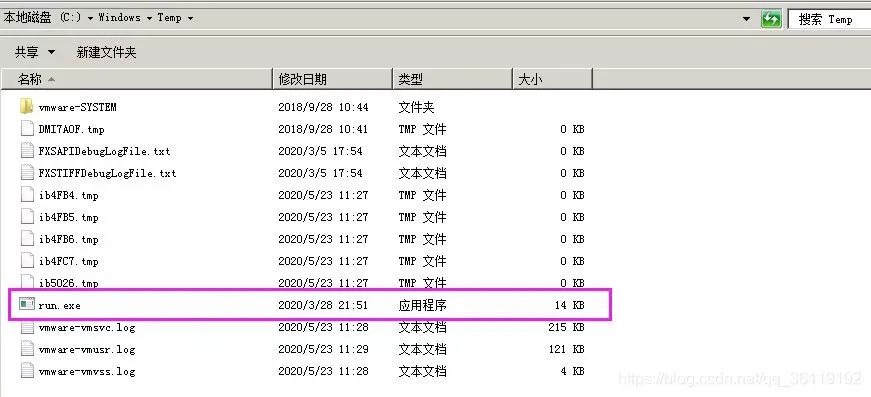 本地磁盘 (C:) ▸ Windows ▸ Temp ▸ 搜索 Temp
共享 新建文件夹
名称 修改日期 类型 大小
vmware-SYSTEM 2018/9/28 10:44 文件夹
DMI7A0F.tmp 2018/9/28 10:41 TMP 文件 0 KB
FXSAPIDebugLogFile.txt 2020/3/5 17:54 文本文档 0 KB
FXSTIFFDebugLogFile.txt 2020/3/5 17:54 文本文档 0 KB
ib4FB4.tmp 2020/5/23 11:27 TMP 文件 0 KB
ib4FB5.tmp 2020/5/23 11:27 TMP 文件 0 KB
ib4FB6.tmp 2020/5/23 11:27 TMP 文件 0 KB
ib4FC7.tmp 2020/5/23 11:27 TMP 文件 0 KB
ib5026.tmp 2020/5/23 11:27 TMP 文件 0 KB
run.exe 2020/3/28 21:51 应用程序 14 KB
vmware-vmsvc.log 2020/5/23 11:28 文本文档 215 KB
vmware-vmusr.log 2020/5/23 11:29 文本文档 121 KB
vmware-vmvss.log 2020/5/23 11:28 文本文档 4 KB
https://blog.csdn.net/qq_36119192